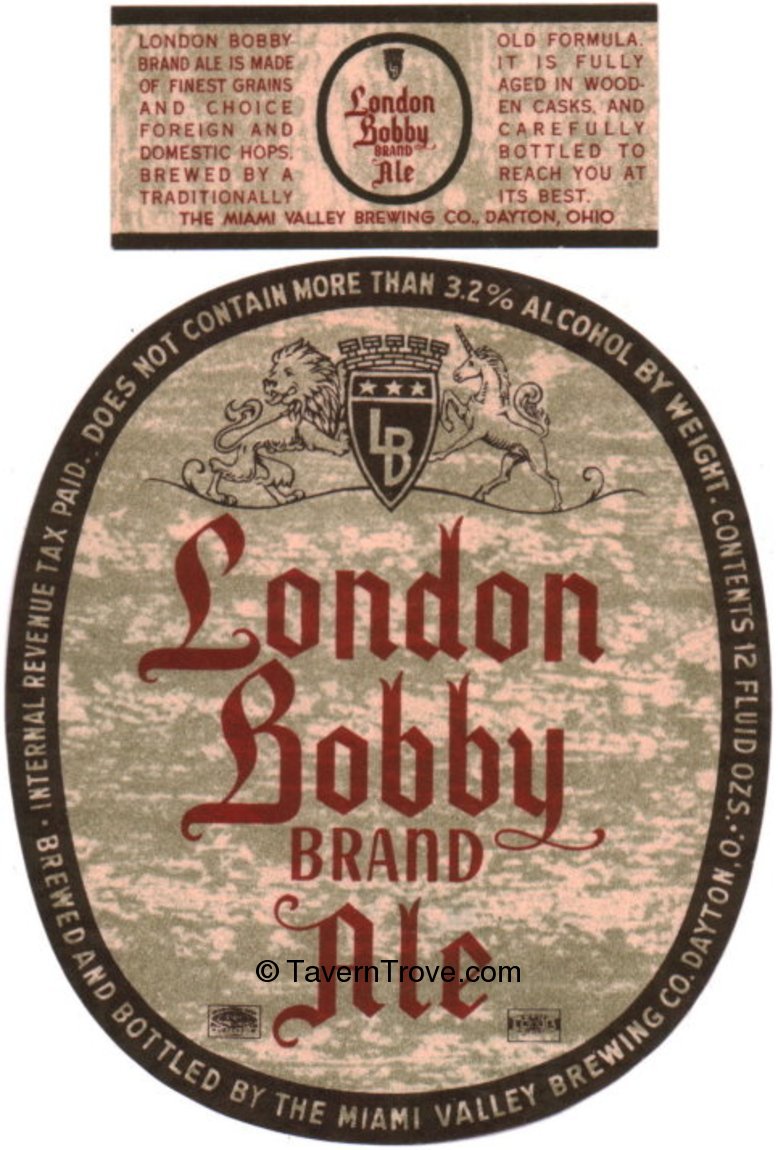 LONDON BOBBY
BRAND ALE IS MADE
OF FINEST GRAINS
AND CHOICE
FOREIGN AND
DOMESTIC HOPS,
BREWED BY A
TRADITIONALLY
London
Bobby
BRAND
Ale
OLD FORMULA.
IT IS FULLY
AGED IN WOOD-
EN CASKS, AND
CAREFULLY
BOTTLED TO
REACH YOU AT
ITS BEST.
THE MIAMI VALLEY BREWING CO., DAYTON, OHIO
INTERNAL REVENUE TAX PAID. DOES NOT CONTAIN MORE THAN 3.2% ALCOHOL BY WEIGHT. CONTENTS 12 FLUID OZS.
LB
London
Bobby
BRAND
Ale
© TavernTrove.com
BREWED AND BOTTLED BY THE MIAMI VALLEY BREWING CO. DAYTON, O.